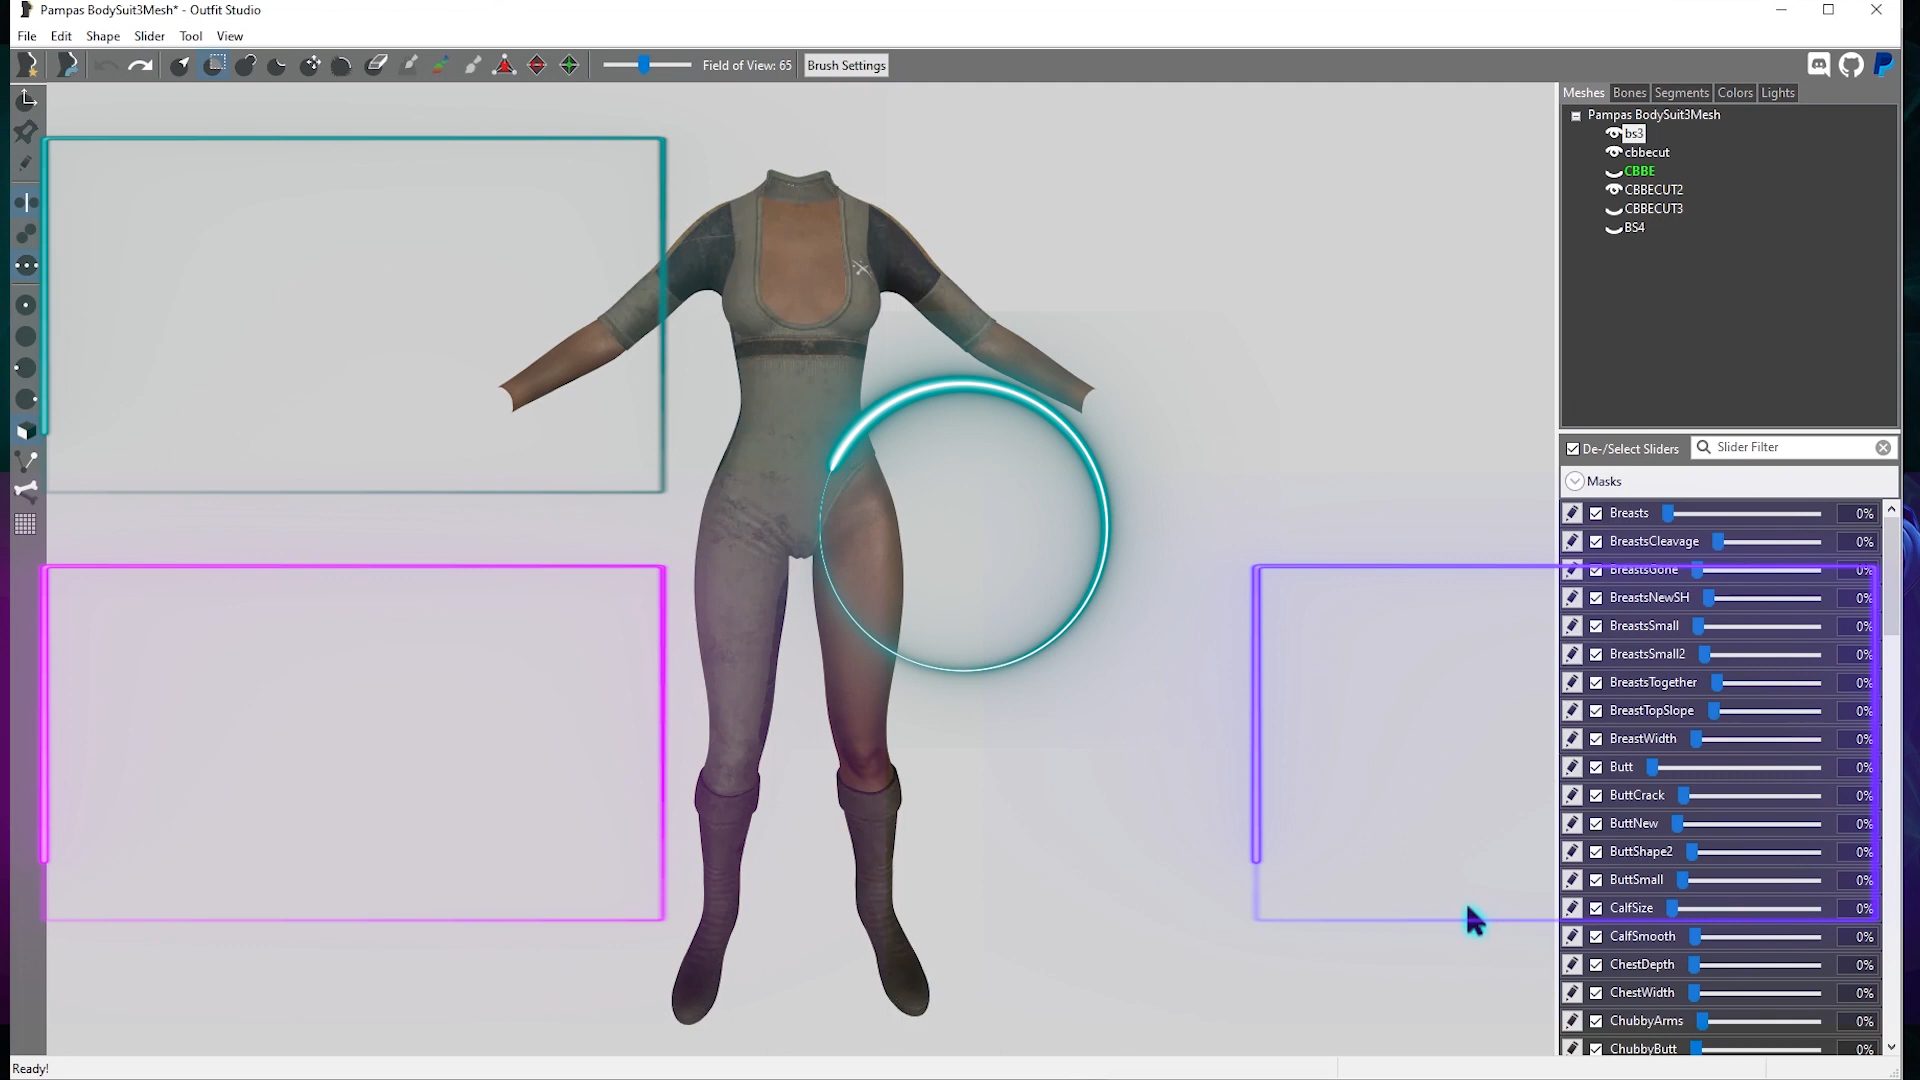 Pampas BodySuit3Mesh* - Outfit Studio
File Edit Shape Slider Tool View
Field of View: 65 Brush Settings
Meshes Bones Segments Colors Lights
Pampas BodySuit3Mesh
bs3
cbbecut
CBBE
CBBECUT2
CBBECUT3
BS4
De-/Select Sliders Slider Filter
Masks
Breasts 0%
BreastsCleavage 0%
BreastsGone 0%
BreastsNewSH 0%
BreastsSmall 0%
BreastsSmall2 0%
BreastsTogether 0%
BreastTopSlope 0%
BreastWidth 0%
Butt 0%
ButtCrack 0%
ButtNew 0%
ButtShape2 0%
ButtSmall 0%
CalfSize 0%
CalfSmooth 0%
ChestDepth 0%
ChestWidth 0%
ChubbyArms 0%
ChubbyButt 0%
Ready!